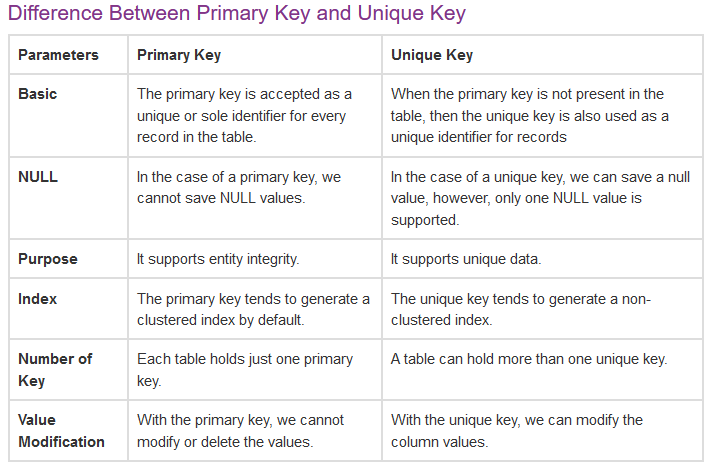 Difference Between Primary Key and Unique Key
Parameters
Primary Key
Unique Key
Basic
The primary key is accepted as a
unique or sole identifier for every
record in the table.
When the primary key is not present in the
table, then the unique key is also used as a
unique identifier for records
NULL
In the case of a primary key, we
cannot save NULL values.
In the case of a unique key, we can save a null
value, however, only one NULL value is
supported.
Purpose
It supports entity integrity.
It supports unique data.
Index
The primary key tends to generate a
clustered index by default.
The unique key tends to generate a non-
clustered index.
Number of
Key
Each table holds just one primary
key.
A table can hold more than one unique key.
Value
Modification
With the primary key, we cannot
modify or delete the values.
With the unique key, we can modify the
column values.